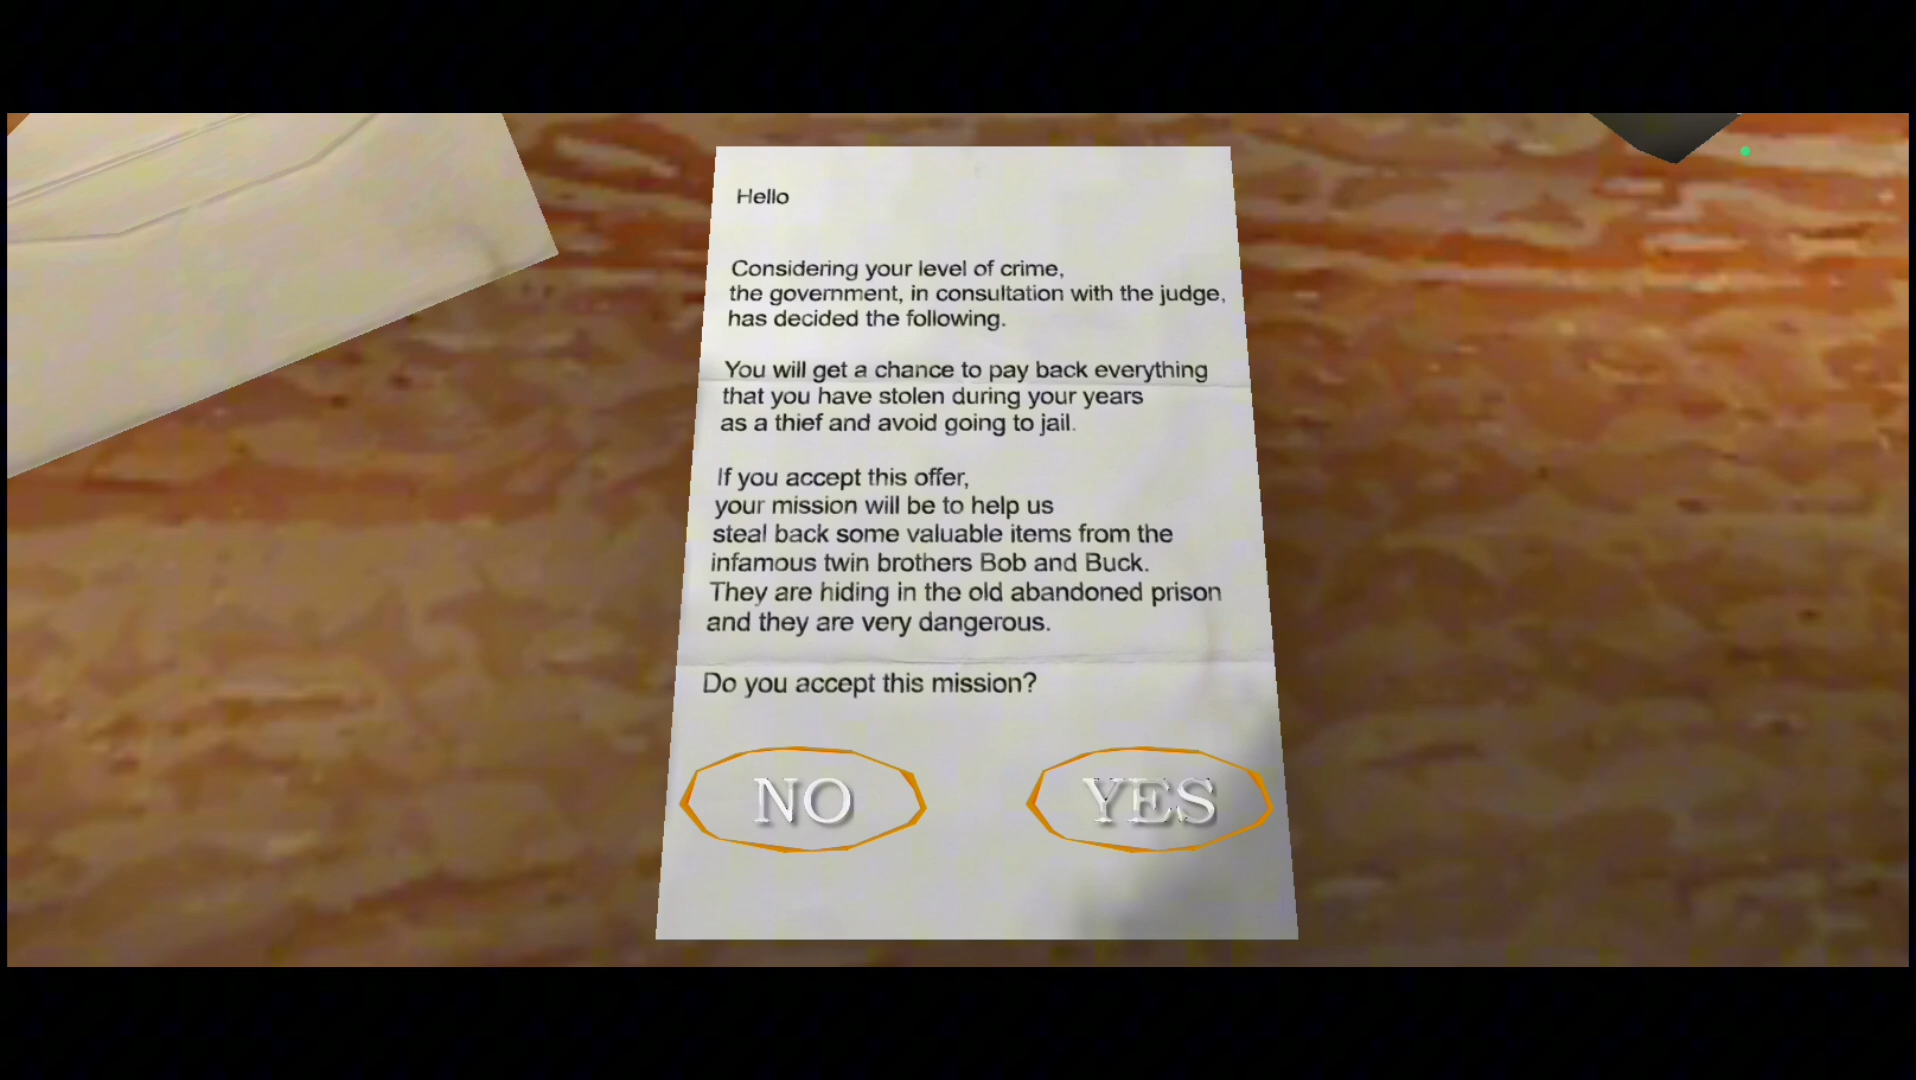 Hello
Considering your level of crime,
the government, in consultation with the judge,
has decided the following.
You will get a chance to pay back everything
that you have stolen during your years
as a thief and avoid going to jail.
If you accept this offer,
your mission will be to help us
steal back some valuable items from the
infamous twin brothers Bob and Buck.
They are hiding in the old abandoned prison
and they are very dangerous.
Do you accept this mission?
NO
YES